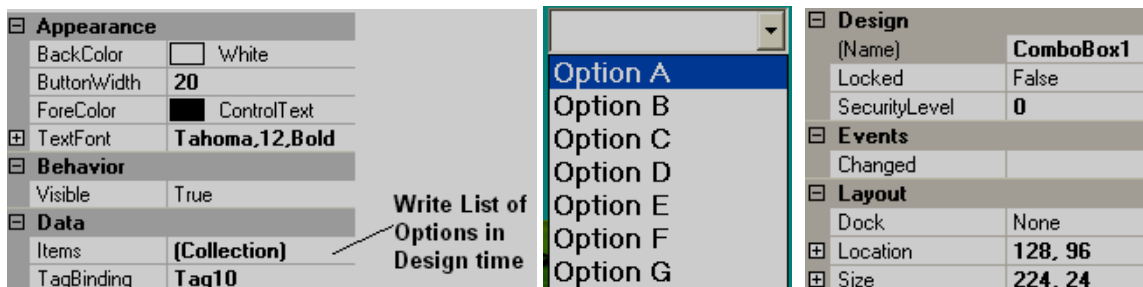 Appearance
BackColor White
ButtonWidth 20
ForeColor ControlText
TextFont Tahoma,12,Bold
Behavior
Visible True
Data
Items (Collection)
TagBinding Tag10
Write List of
Options in
Design time
Option A
Option B
Option C
Option D
Option E
Option F
Option G
Design
(Name) ComboBox1
Locked False
SecurityLevel 0
Events
Changed
Layout
Dock None
Location 128, 96
Size 224, 24